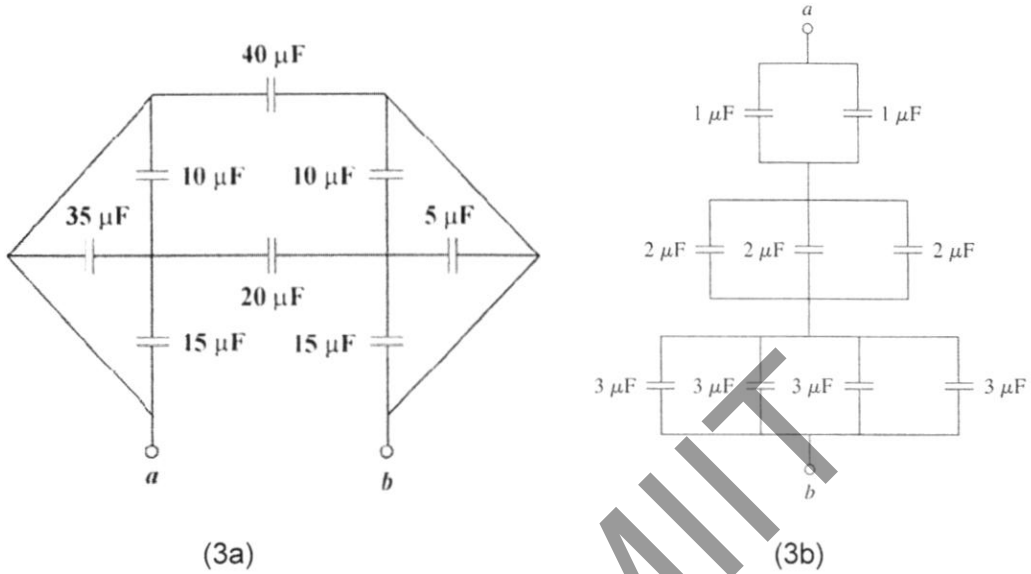 40 μF
10 μF 10 μF
35 μF 5 μF
20 μF
15 μF 15 μF
a b
(3a)
a
1 μF 1 μF
2 μF 2 μF 2 μF
3 μF 3 μF 3 μF 3 μF
b
(3b)
MIT